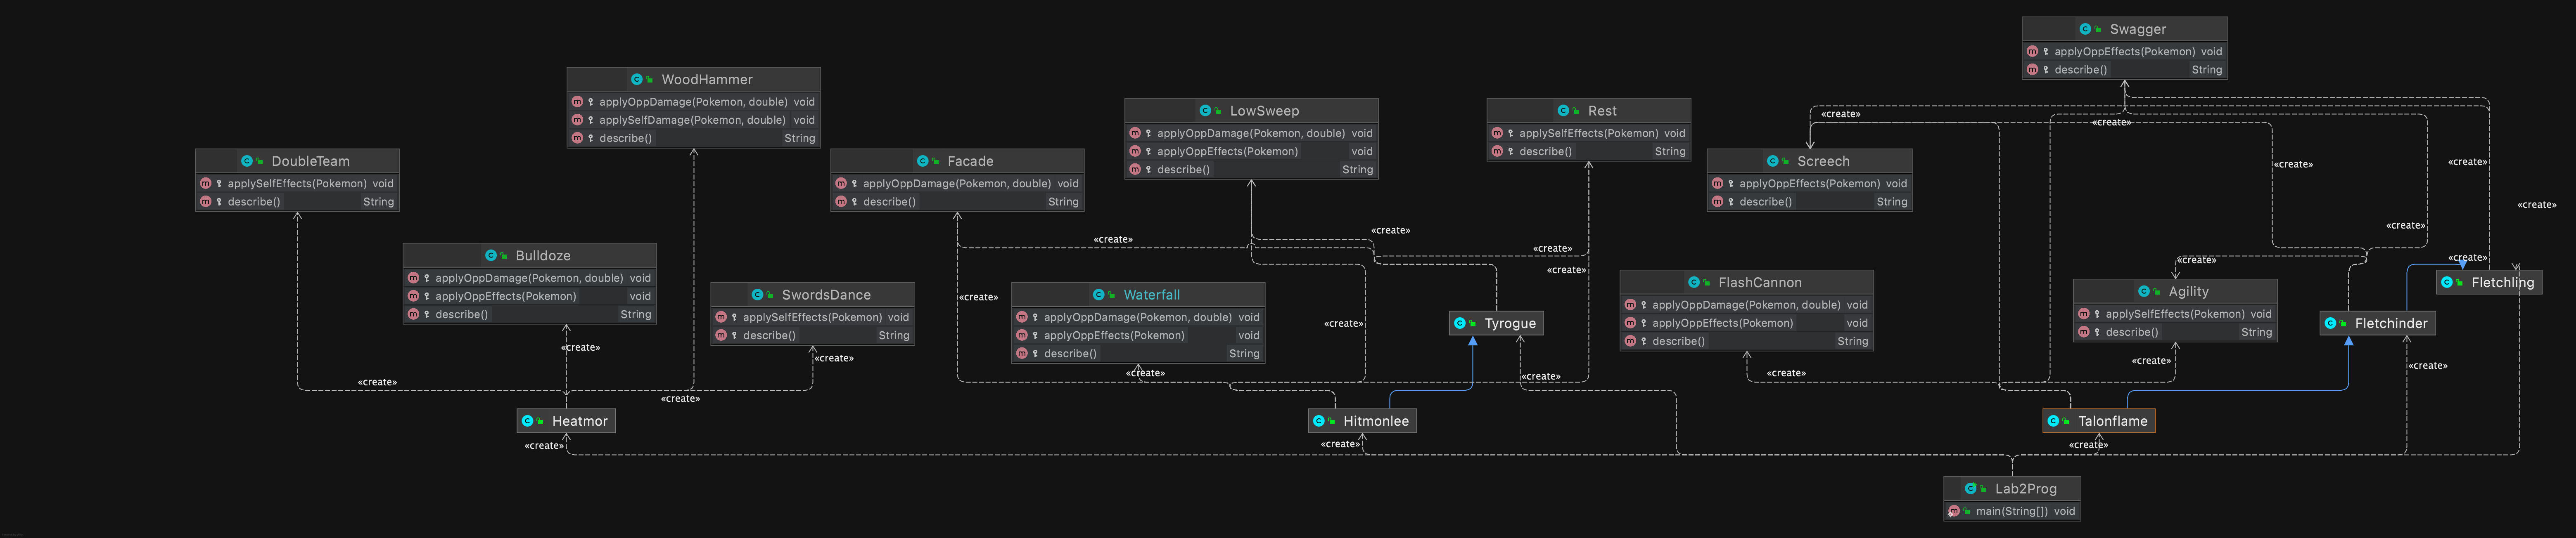 Swagger
applyOppEffects(Pokemon) void
describe() String
WoodHammer
applyOppDamage(Pokemon, double) void
applySelfDamage(Pokemon, double) void
describe() String
LowSweep
applyOppDamage(Pokemon, double) void
applyOppEffects(Pokemon) void
describe() String
Rest
applySelfEffects(Pokemon) void
describe() String
DoubleTeam
applySelfEffects(Pokemon) void
describe() String
Facade
applyOppDamage(Pokemon, double) void
describe() String
Screech
applyOppEffects(Pokemon) void
describe() String
«create»
«create»
«create»
«create»
«create»
«create»
«create»
«create»
«create»
«create»
«create»
«create»
Bulldoze
applyOppDamage(Pokemon, double) void
applyOppEffects(Pokemon) void
describe() String
SwordsDance
applySelfEffects(Pokemon) void
describe() String
Waterfall
applyOppDamage(Pokemon, double) void
applyOppEffects(Pokemon) void
describe() String
FlashCannon
applyOppDamage(Pokemon, double) void
applyOppEffects(Pokemon) void
describe() String
Agility
applySelfEffects(Pokemon) void
describe() String
Fletchling
Tyrogue
Fletchinder
«create»
«create»
«create»
«create»
«create»
«create»
«create»
«create»
«create»
«create»
«create»
«create»
Heatmor
Hitmonlee
Talonflame
«create»
«create»
«create»
Lab2Prog
main(String[]) void